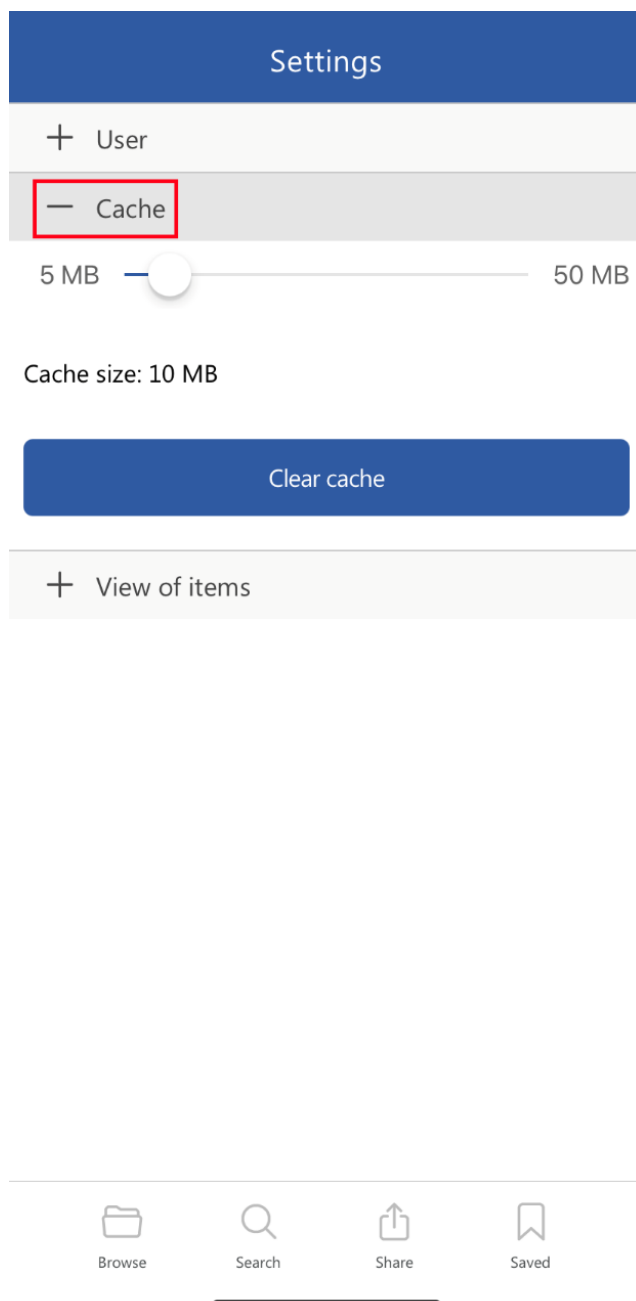 Settings
User
Cache
5 MB 50 MB
Cache size: 10 MB
Clear cache
View of items
Browse Search Share Saved